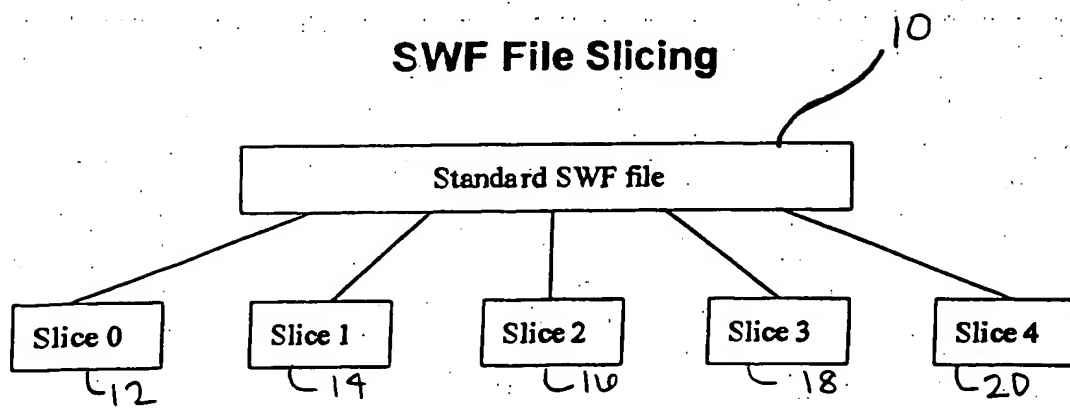 10
SWF File Slicing
Standard SWF file
Slice 0
Slice 1
Slice 2
Slice 3
Slice 4
12
14
16
18
20